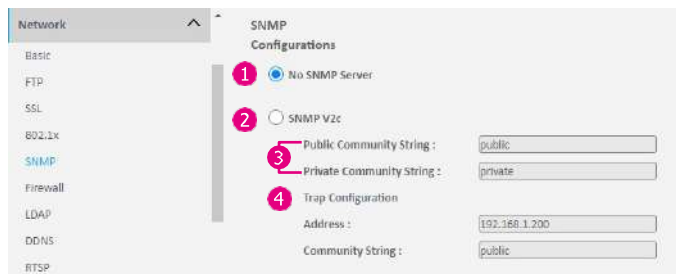 Network
Basic
FTP
SSL
802.1x
SNMP
Firewall
LDAP
DDNS
RTSP
SNMP
Configurations
1 No SNMP Server
2 SNMP V2c
3
Public Community String : public
Private Community String : private
4 Trap Configuration
Address : 192.168.1.200
Community String : public